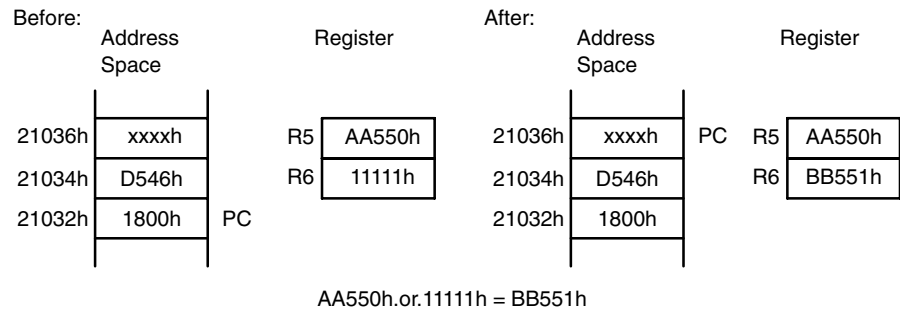 Before:
Address
Space
Register
21036h xxxxh
21034h D546h
21032h 1800h PC
R5 AA550h
R6 11111h
After:
Address
Space
Register
21036h xxxxh PC
21034h D546h
21032h 1800h
R5 AA550h
R6 BB551h
AA550h.or.11111h = BB551h